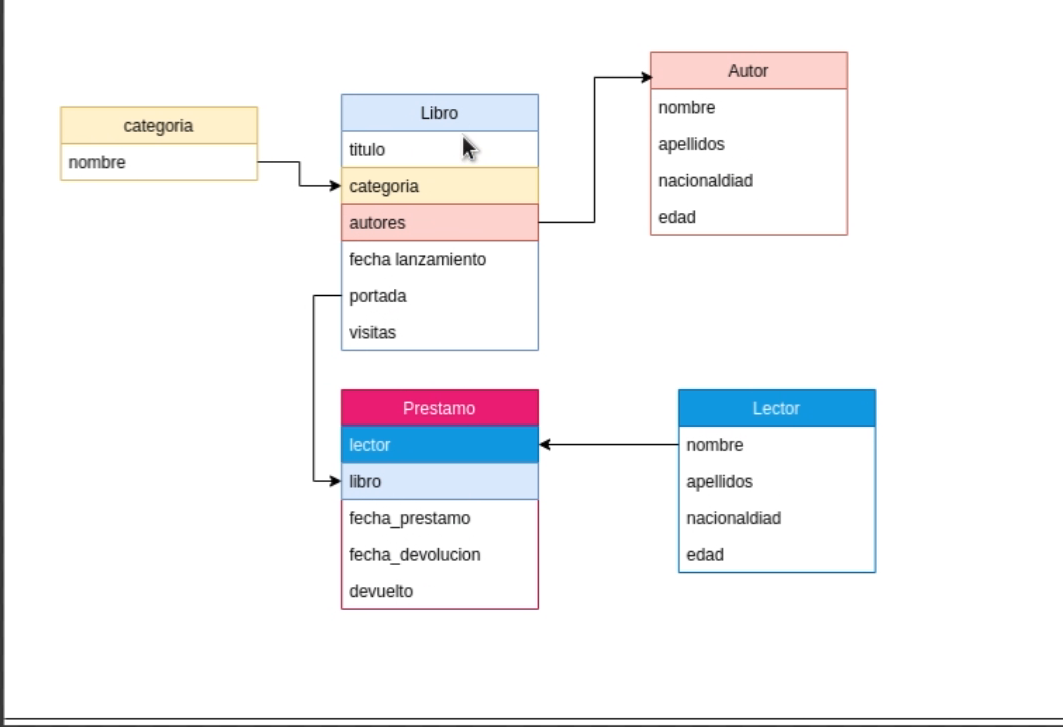 categoria
nombre
Libro
titulo
categoria
autores
fecha lanzamiento
portada
visitas
Autor
nombre
apellidos
nacionaldiad
edad
Prestamo
lector
libro
fecha_prestamo
fecha_devolucion
devuelto
Lector
nombre
apellidos
nacionaldiad
edad